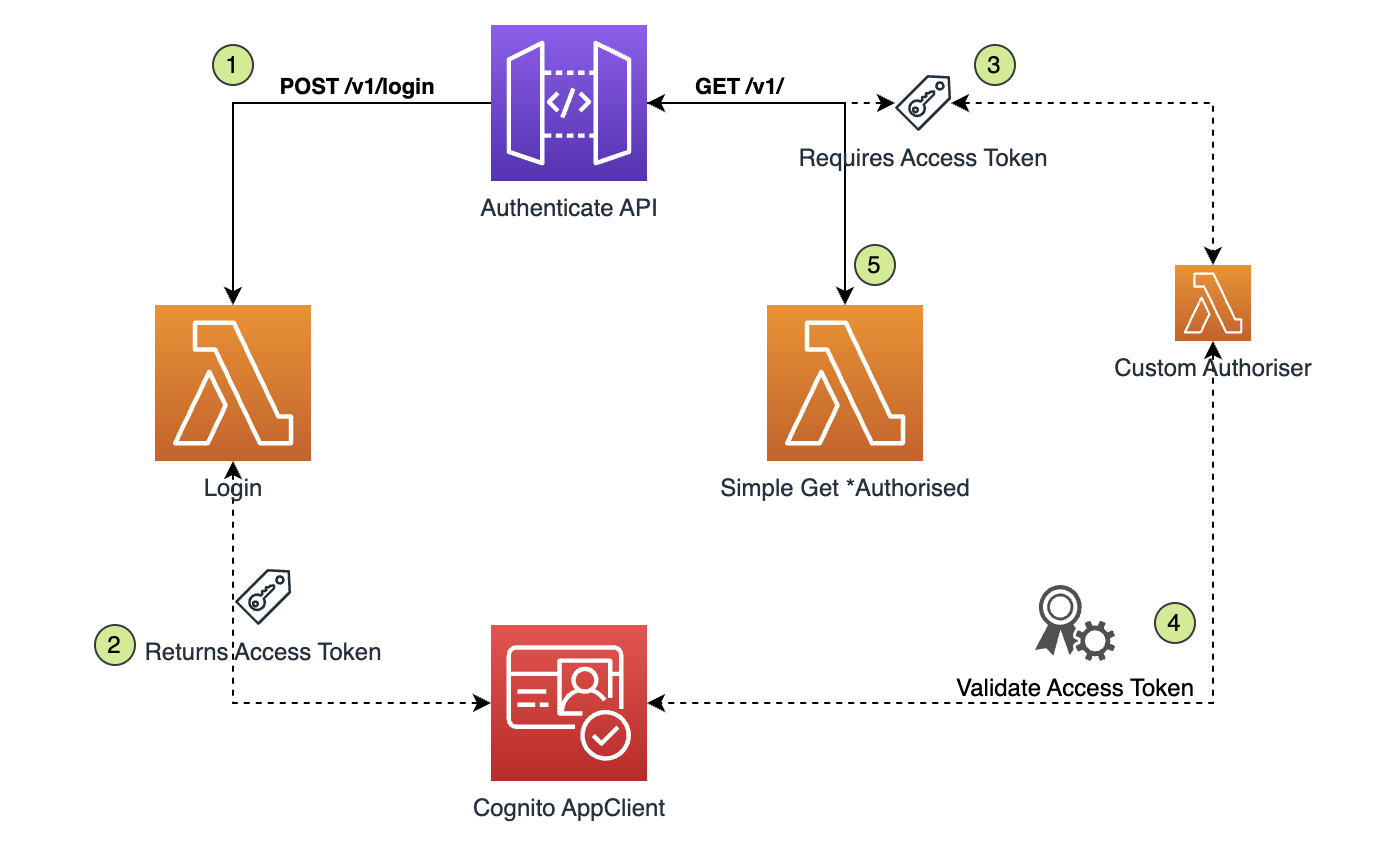 1
POST /v1/login
GET /v1/
3
</>
Requires Access Token
Authenticate API
5
Custom Authoriser
Login
Simple Get *Authorised
2
Returns Access Token
4
Validate Access Token
Cognito AppClient